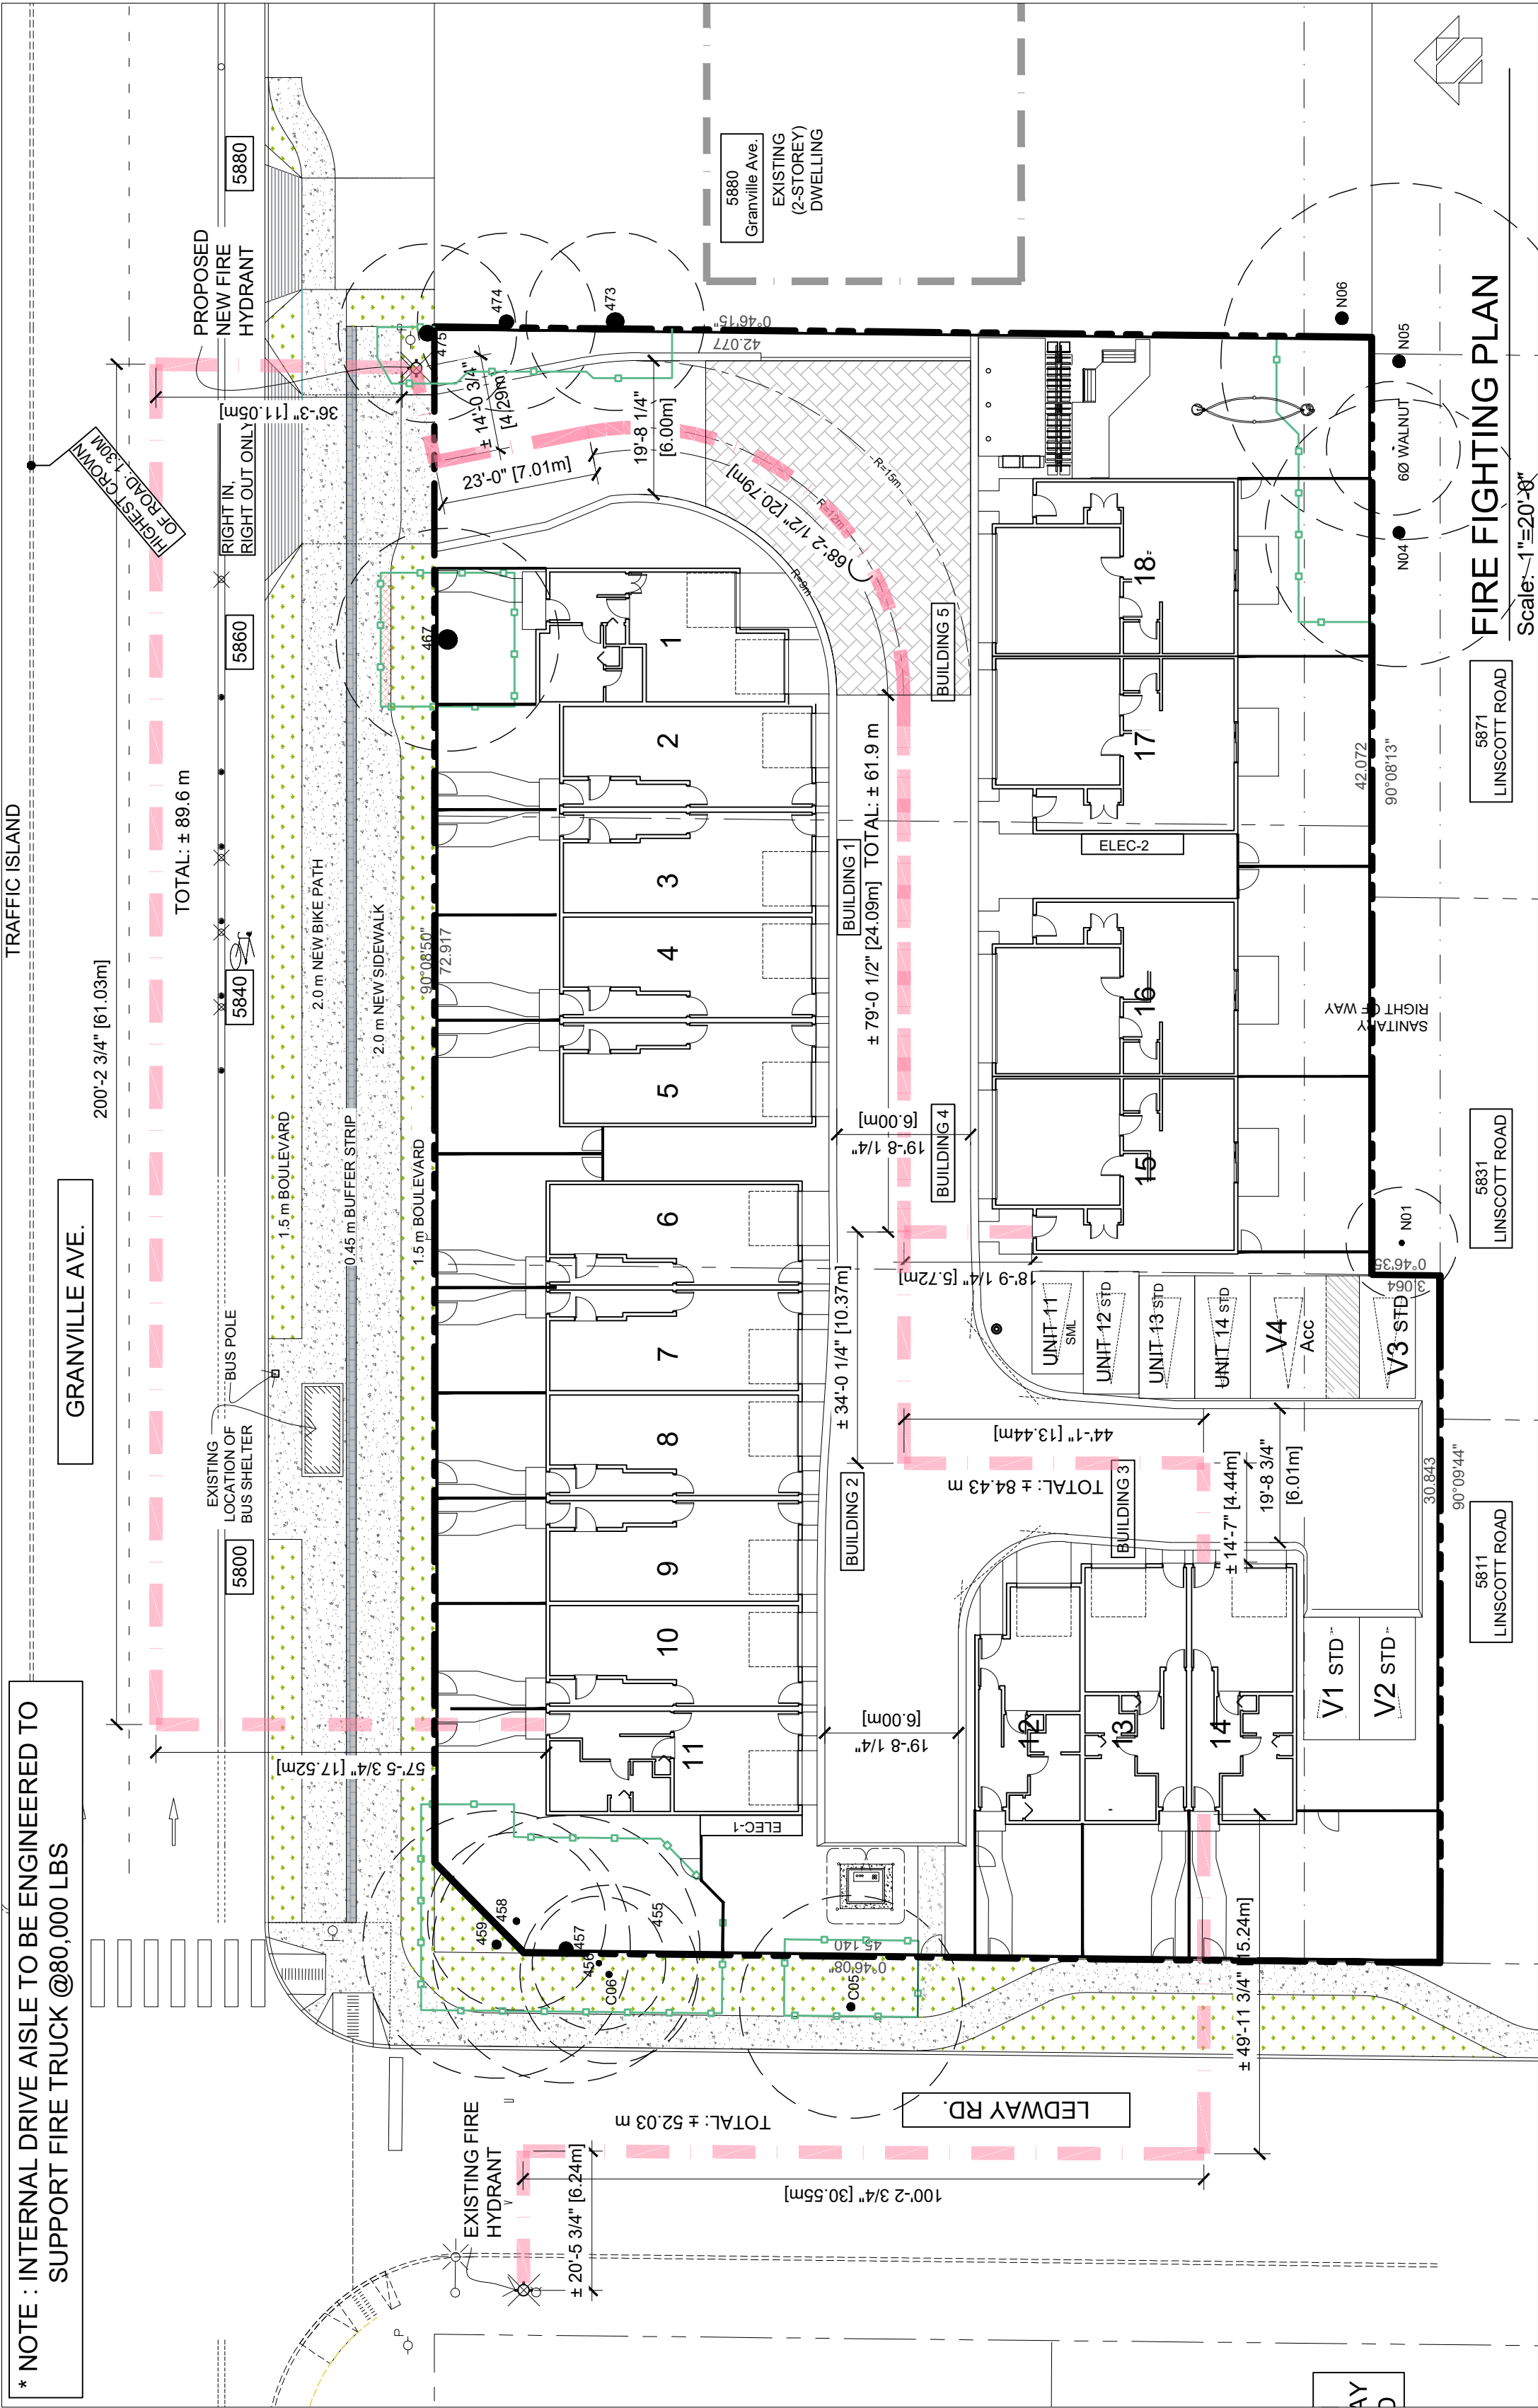 * NOTE : INTERNAL DRIVE AISLE TO BE ENGINEERED TO
SUPPORT FIRE TRUCK @80,000 LBS
TRAFFIC ISLAND
GRANVILLE AVE.
200'-2 3/4" [61.03m]
TOTAL: ± 89.6 m
HIGHEST CROWN
OF ROAD: 1.30M
PROPOSED
NEW FIRE
HYDRANT
RIGHT IN,
RIGHT OUT ONLY
36'-3" [11.05m]
5800
5840
5860
5880
EXISTING
LOCATION OF
BUS SHELTER
BUS POLE
1.5 m BOULEVARD
2.0 m NEW BIKE PATH
0.45 m BUFFER STRIP
2.0 m NEW SIDEWALK
1.5 m BOULEVARD
90°08'50"
72.917
57'-5 3/4" [17.52m]
475
474
473
467
459
458
457
456
455
C06
C05
45.140
0°46'08"
42.077
0°46'15"
± 14'-0 3/4"
[4.29m]
23'-0" [7.01m]
19'-8 1/4"
[6.00m]
68'-2 1/2" [20.79m]
R=9m
R=12m
R=15m
5880
Granville Ave.
EXISTING
(2-STOREY)
DWELLING
11
10
9
8
7
6
5
4
3
2
1
ELEC-1
BUILDING 2
BUILDING 1
± 34'-0 1/4" [10.37m]
± 79'-0 1/2" [24.09m]
TOTAL: ± 61.9 m
19'-8 1/4"
[6.00m]
19'-8 1/4"
[6.00m]
BUILDING 4
BUILDING 5
18'-9 1/4" [5.72m]
44'-1" [13.44m]
TOTAL: ± 84.43 m
BUILDING 3
± 14'-7" [4.44m]
19'-8 3/4"
[6.01m]
12
13
14
15
16
17
18
ELEC-2
UNIT 11
SML
UNIT 12 STD
UNIT 13 STD
UNIT 14 STD
V4
Acc
V3 STD
V1 STD
V2 STD
EXISTING FIRE
HYDRANT
± 20'-5 3/4" [6.24m]
TOTAL: ± 52.03 m
100'-2 3/4" [30.55m]
LEDWAY RD.
± 49'-11 3/4" [15.24m]
30.843
90°09'44"
3.064
0°46'35"
42.072
90°08'13"
SANITARY
RIGHT OF WAY
N01
N04
6Ø WALNUT
N05
N06
5811
LINSCOTT ROAD
5831
LINSCOTT ROAD
5871
LINSCOTT ROAD
FIRE FIGHTING PLAN
Scale: 1"=20'-0"